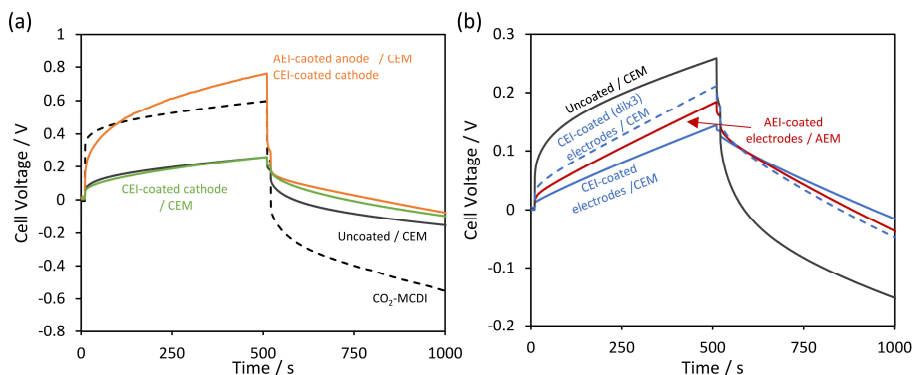 (a)
1
0.8
0.6
0.4
0.2
0
-0.2
-0.4
-0.6
-0.8
Cell Voltage / V
AEI-caoted anode / CEM
CEI-coated cathode
CEI-coated cathode
/ CEM
Uncoated / CEM
CO₂-MCDI
0
250
500
750
1000
Time / s
(b)
0.3
0.2
0.1
0
-0.1
-0.2
Cell Voltage / V
Uncoated / CEM
CEI-coated (dilx3)
electrodes / CEM
AEI-coated
electrodes / AEM
CEI-coated
electrodes /CEM
0
250
500
750
1000
Time / s